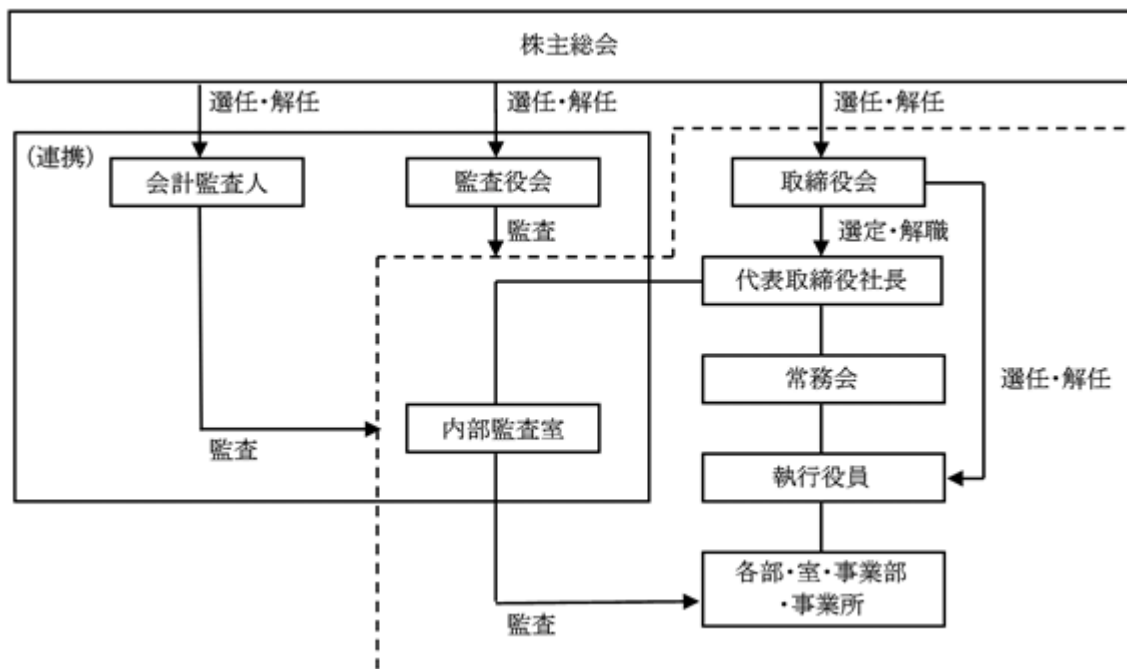 株主総会
選任・解任
選任・解任
選任・解任
(連携)
会計監査人
監査役会
取締役会
監査
選定・解職
代表取締役社長
常務会
選任・解任
内部監査室
監査
執行役員
各部・室・事業部
・事業所
監査